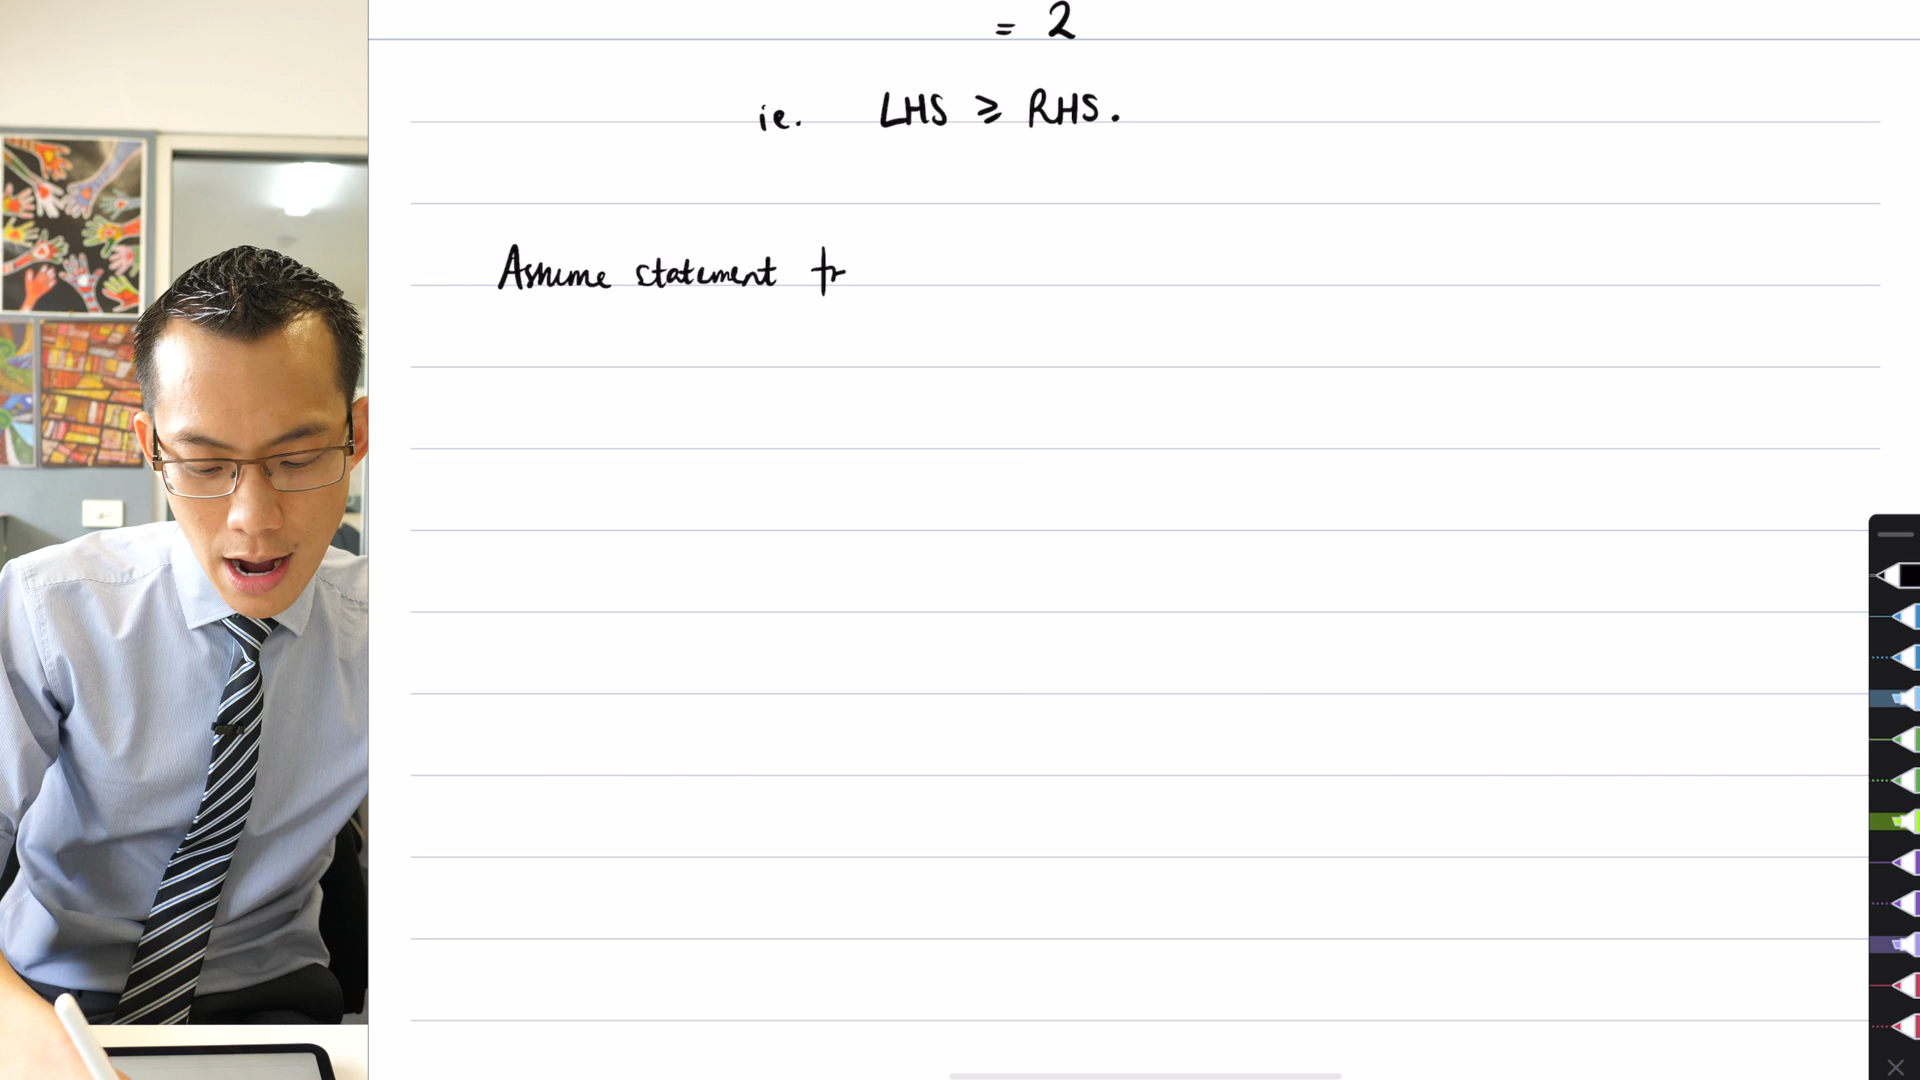 = 2
ie. LHS ⩾ RHS.
Assume statement tr